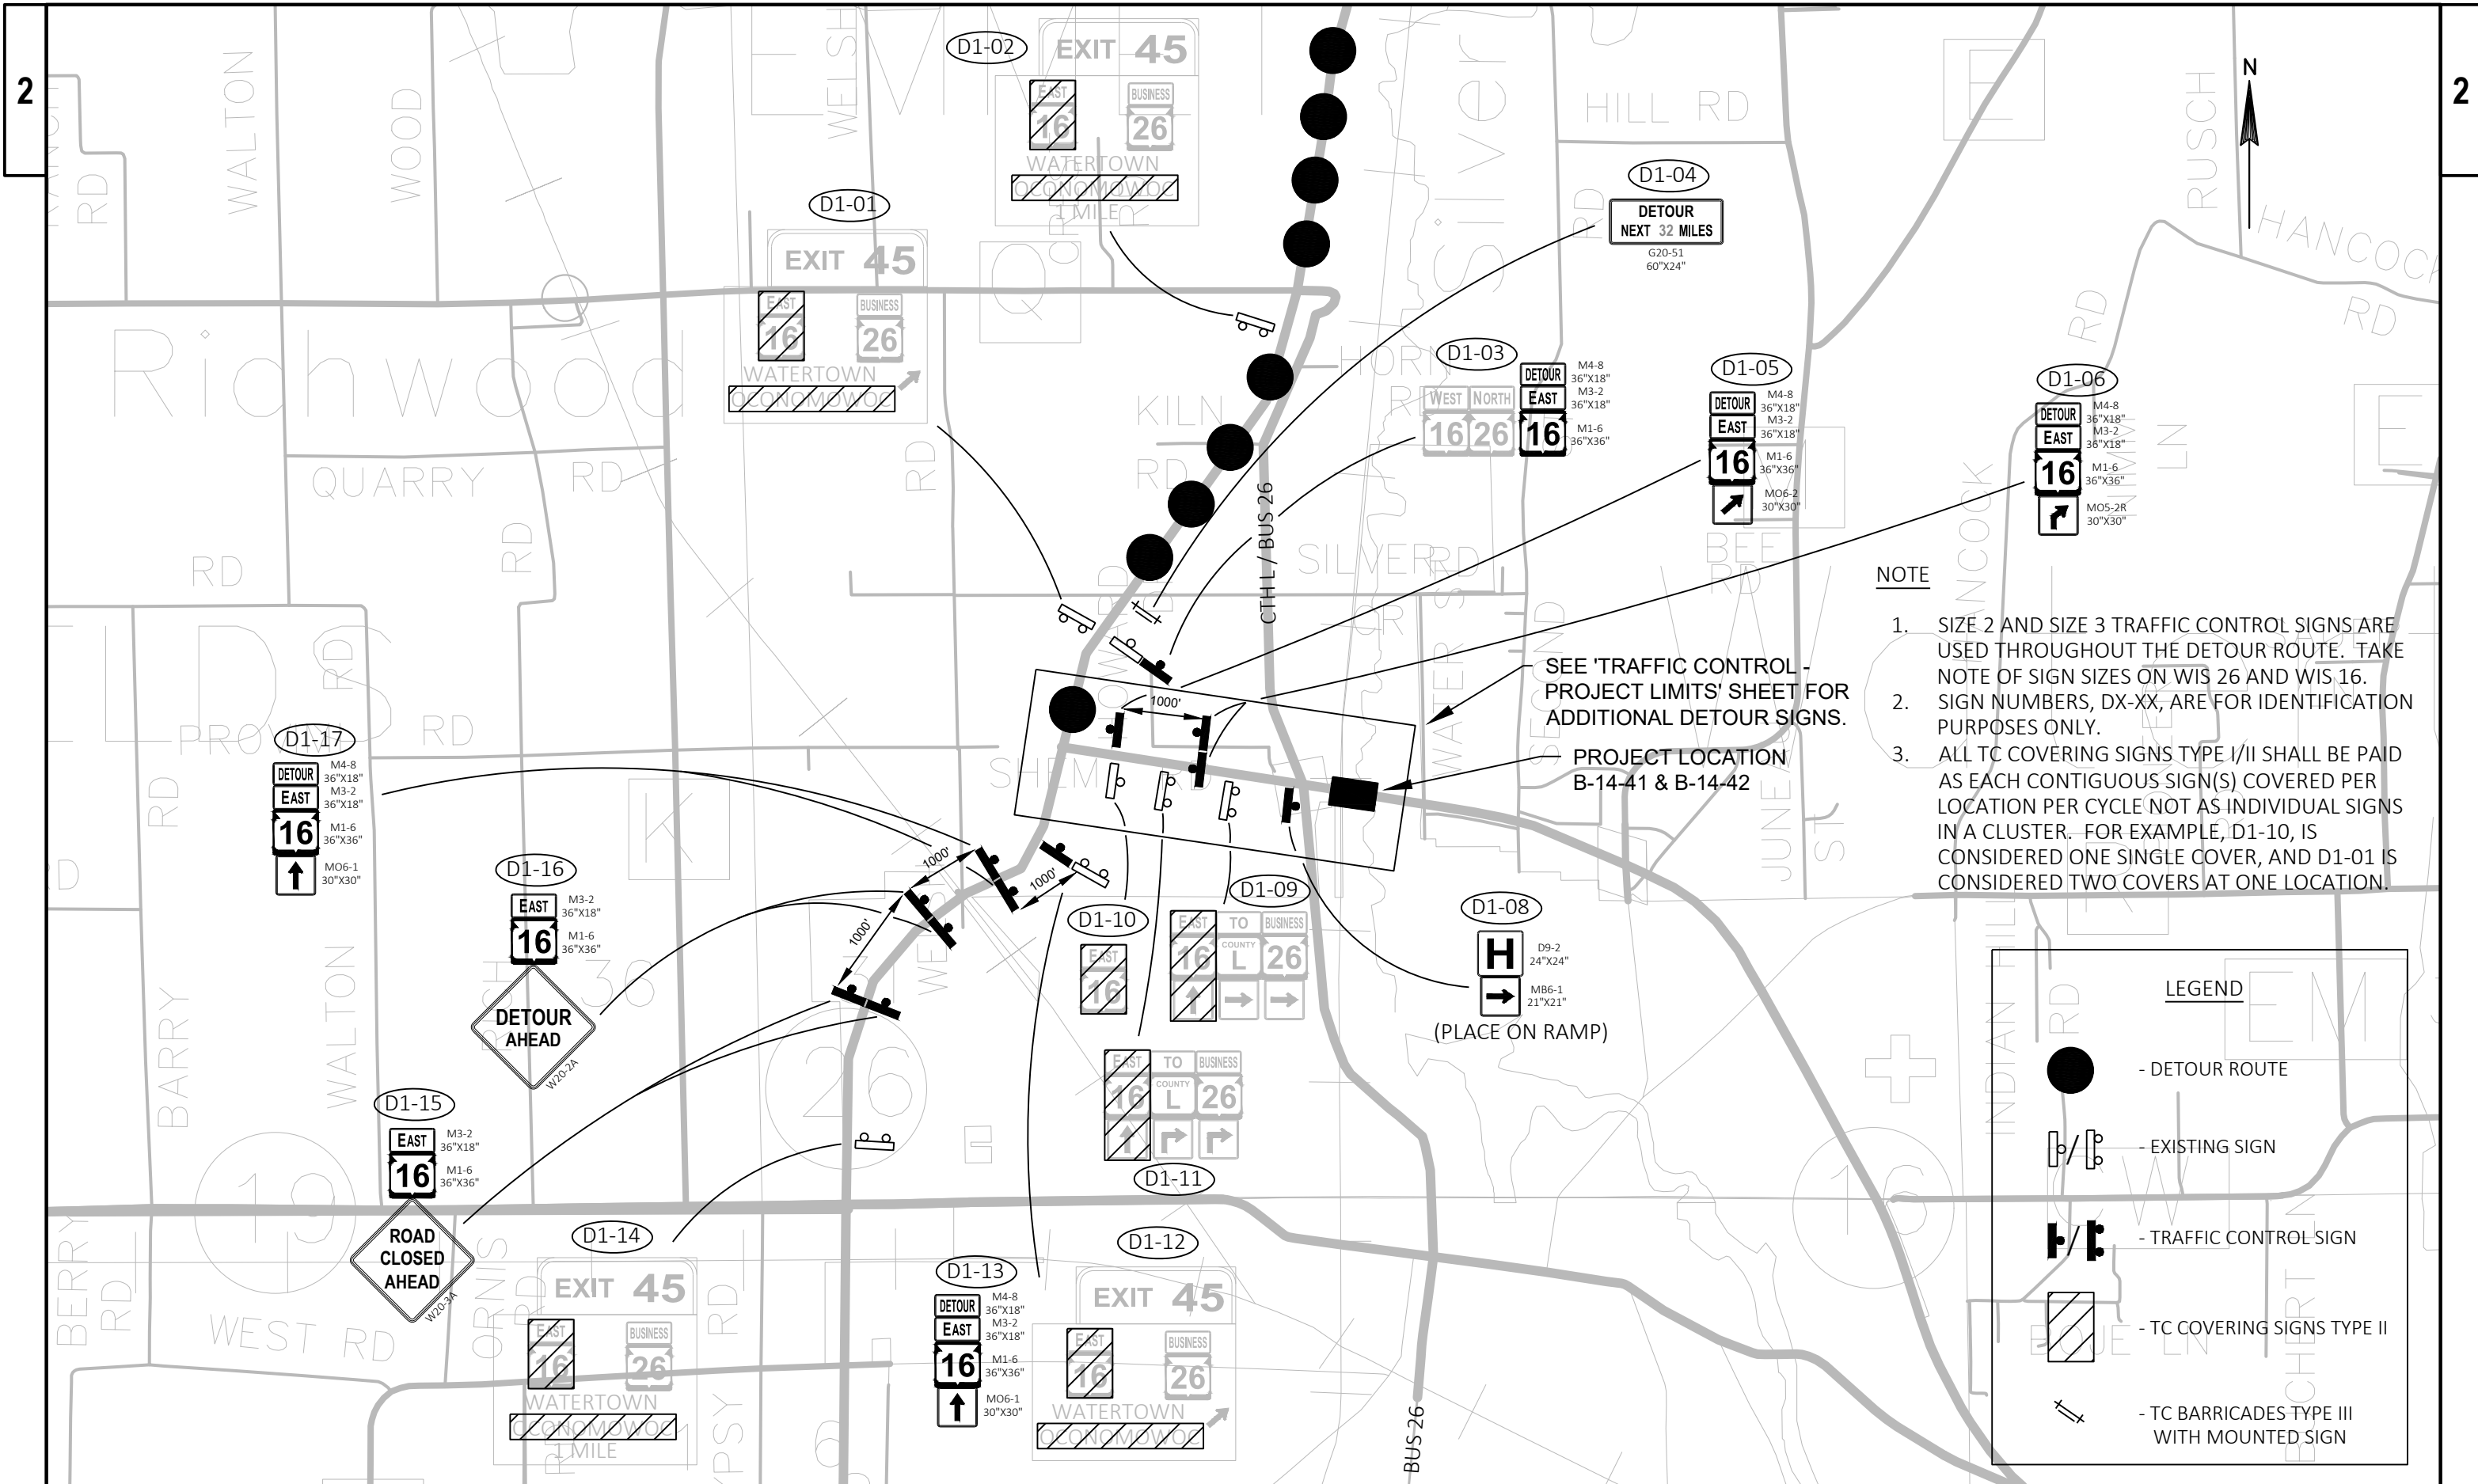 2
2
N
D1-02
EXIT 45
EAST
16
BUSINESS
26
WATERTOWN
OCONOMOWOC
1 MILE
D1-01
EXIT 45
EAST
16
BUSINESS
26
WATERTOWN
OCONOMOWOC
D1-04
DETOUR
NEXT 32 MILES
G20-51
60"X24"
D1-03
WEST NORTH
16 26
DETOUR
EAST
16
M4-8
36"X18"
M3-2
36"X18"
M1-6
36"X36"
D1-05
DETOUR
EAST
16
M4-8
36"X18"
M3-2
36"X18"
M1-6
36"X36"
MO6-2
30"X30"
D1-06
DETOUR
EAST
16
M4-8
36"X18"
M3-2
36"X18"
M1-6
36"X36"
MO5-2R
30"X30"
WALTON
WOOD
WELSH
RD
Silver
HILL RD
RUSCH
HANCOCK
RD
Richwood
QUARRY RD
KILN
RD
HORN
SILVER RD
BEE
RD
CTH L / BUS 26
WATER S
SECOND
JUNE
ST
NOTE
1. SIZE 2 AND SIZE 3 TRAFFIC CONTROL SIGNS ARE
USED THROUGHOUT THE DETOUR ROUTE. TAKE
NOTE OF SIGN SIZES ON WIS 26 AND WIS 16.
2. SIGN NUMBERS, DX-XX, ARE FOR IDENTIFICATION
PURPOSES ONLY.
3. ALL TC COVERING SIGNS TYPE I/II SHALL BE PAID
AS EACH CONTIGUOUS SIGN(S) COVERED PER
LOCATION PER CYCLE NOT AS INDIVIDUAL SIGNS
IN A CLUSTER. FOR EXAMPLE, D1-10, IS
CONSIDERED ONE SINGLE COVER, AND D1-01 IS
CONSIDERED TWO COVERS AT ONE LOCATION.
SEE 'TRAFFIC CONTROL -
PROJECT LIMITS' SHEET FOR
ADDITIONAL DETOUR SIGNS.
PROJECT LOCATION
B-14-41 & B-14-42
1000'
1000'
1000'
1000'
D1-17
DETOUR
EAST
16
M4-8
36"X18"
M3-2
36"X18"
M1-6
36"X36"
MO6-1
30"X30"
D1-16
EAST
16
M3-2
36"X18"
M1-6
36"X36"
DETOUR
AHEAD
W20-2A
D1-15
EAST
16
M3-2
36"X18"
M1-6
36"X36"
ROAD
CLOSED
AHEAD
W20-3A
D1-10
EAST
16
D1-09
EAST TO BUSINESS
16 COUNTY L 26
D1-08
H
D9-2
24"X24"
MB6-1
21"X21"
(PLACE ON RAMP)
EAST TO BUSINESS
16 COUNTY L 26
D1-11
D1-14
EXIT 45
EAST
16
BUSINESS
26
WATERTOWN
OCONOMOWOC
1 MILE
D1-13
DETOUR
EAST
16
M4-8
36"X18"
M3-2
36"X18"
M1-6
36"X36"
MO6-1
30"X30"
D1-12
EXIT 45
EAST
16
BUSINESS
26
WATERTOWN
OCONOMOWOC
BARRY
RD
WALTON
BERRY
RD
WEST RD
K
36
26
19
16
BUS 26
LEGEND
- DETOUR ROUTE
- EXISTING SIGN
- TRAFFIC CONTROL SIGN
- TC COVERING SIGNS TYPE II
- TC BARRICADES TYPE III
WITH MOUNTED SIGN